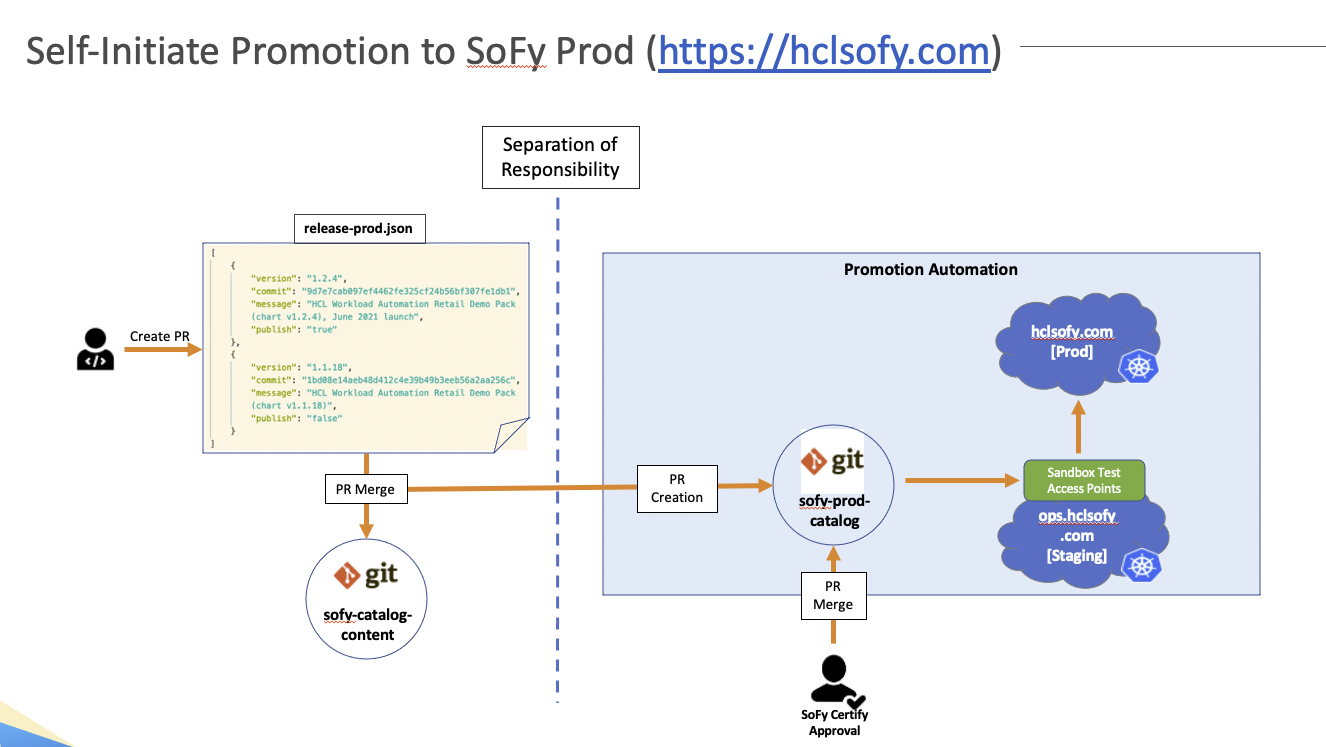 Self-Initiate Promotion to SoFy Prod (https://hclsofy.com)
Separation of
Responsibility
release-prod.json
[
{
"version": "1.2.4",
"commit": "9d7e7cab097ef4462fe325cf24b56bf307fe1db1",
"message": "HCL Workload Automation Retail Demo Pack
(chart v1.2.4), June 2021 launch",
"publish": "true"
},
{
"version": "1.1.18",
"commit": "1bd08e14aeb48d412c4e39b49b3eeb56a2aa256c",
"message": "HCL Workload Automation Retail Demo Pack
(chart v1.1.18)",
"publish": "false"
}
]
Create PR
</>
PR Merge
git
sofy-catalog-
content
Promotion Automation
PR
Creation
git
sofy-prod-
catalog
hclsofy.com
[Prod]
Sandbox Test
Access Points
ops.hclsofy
.com
[Staging]
PR
Merge
SoFy Certify
Approval